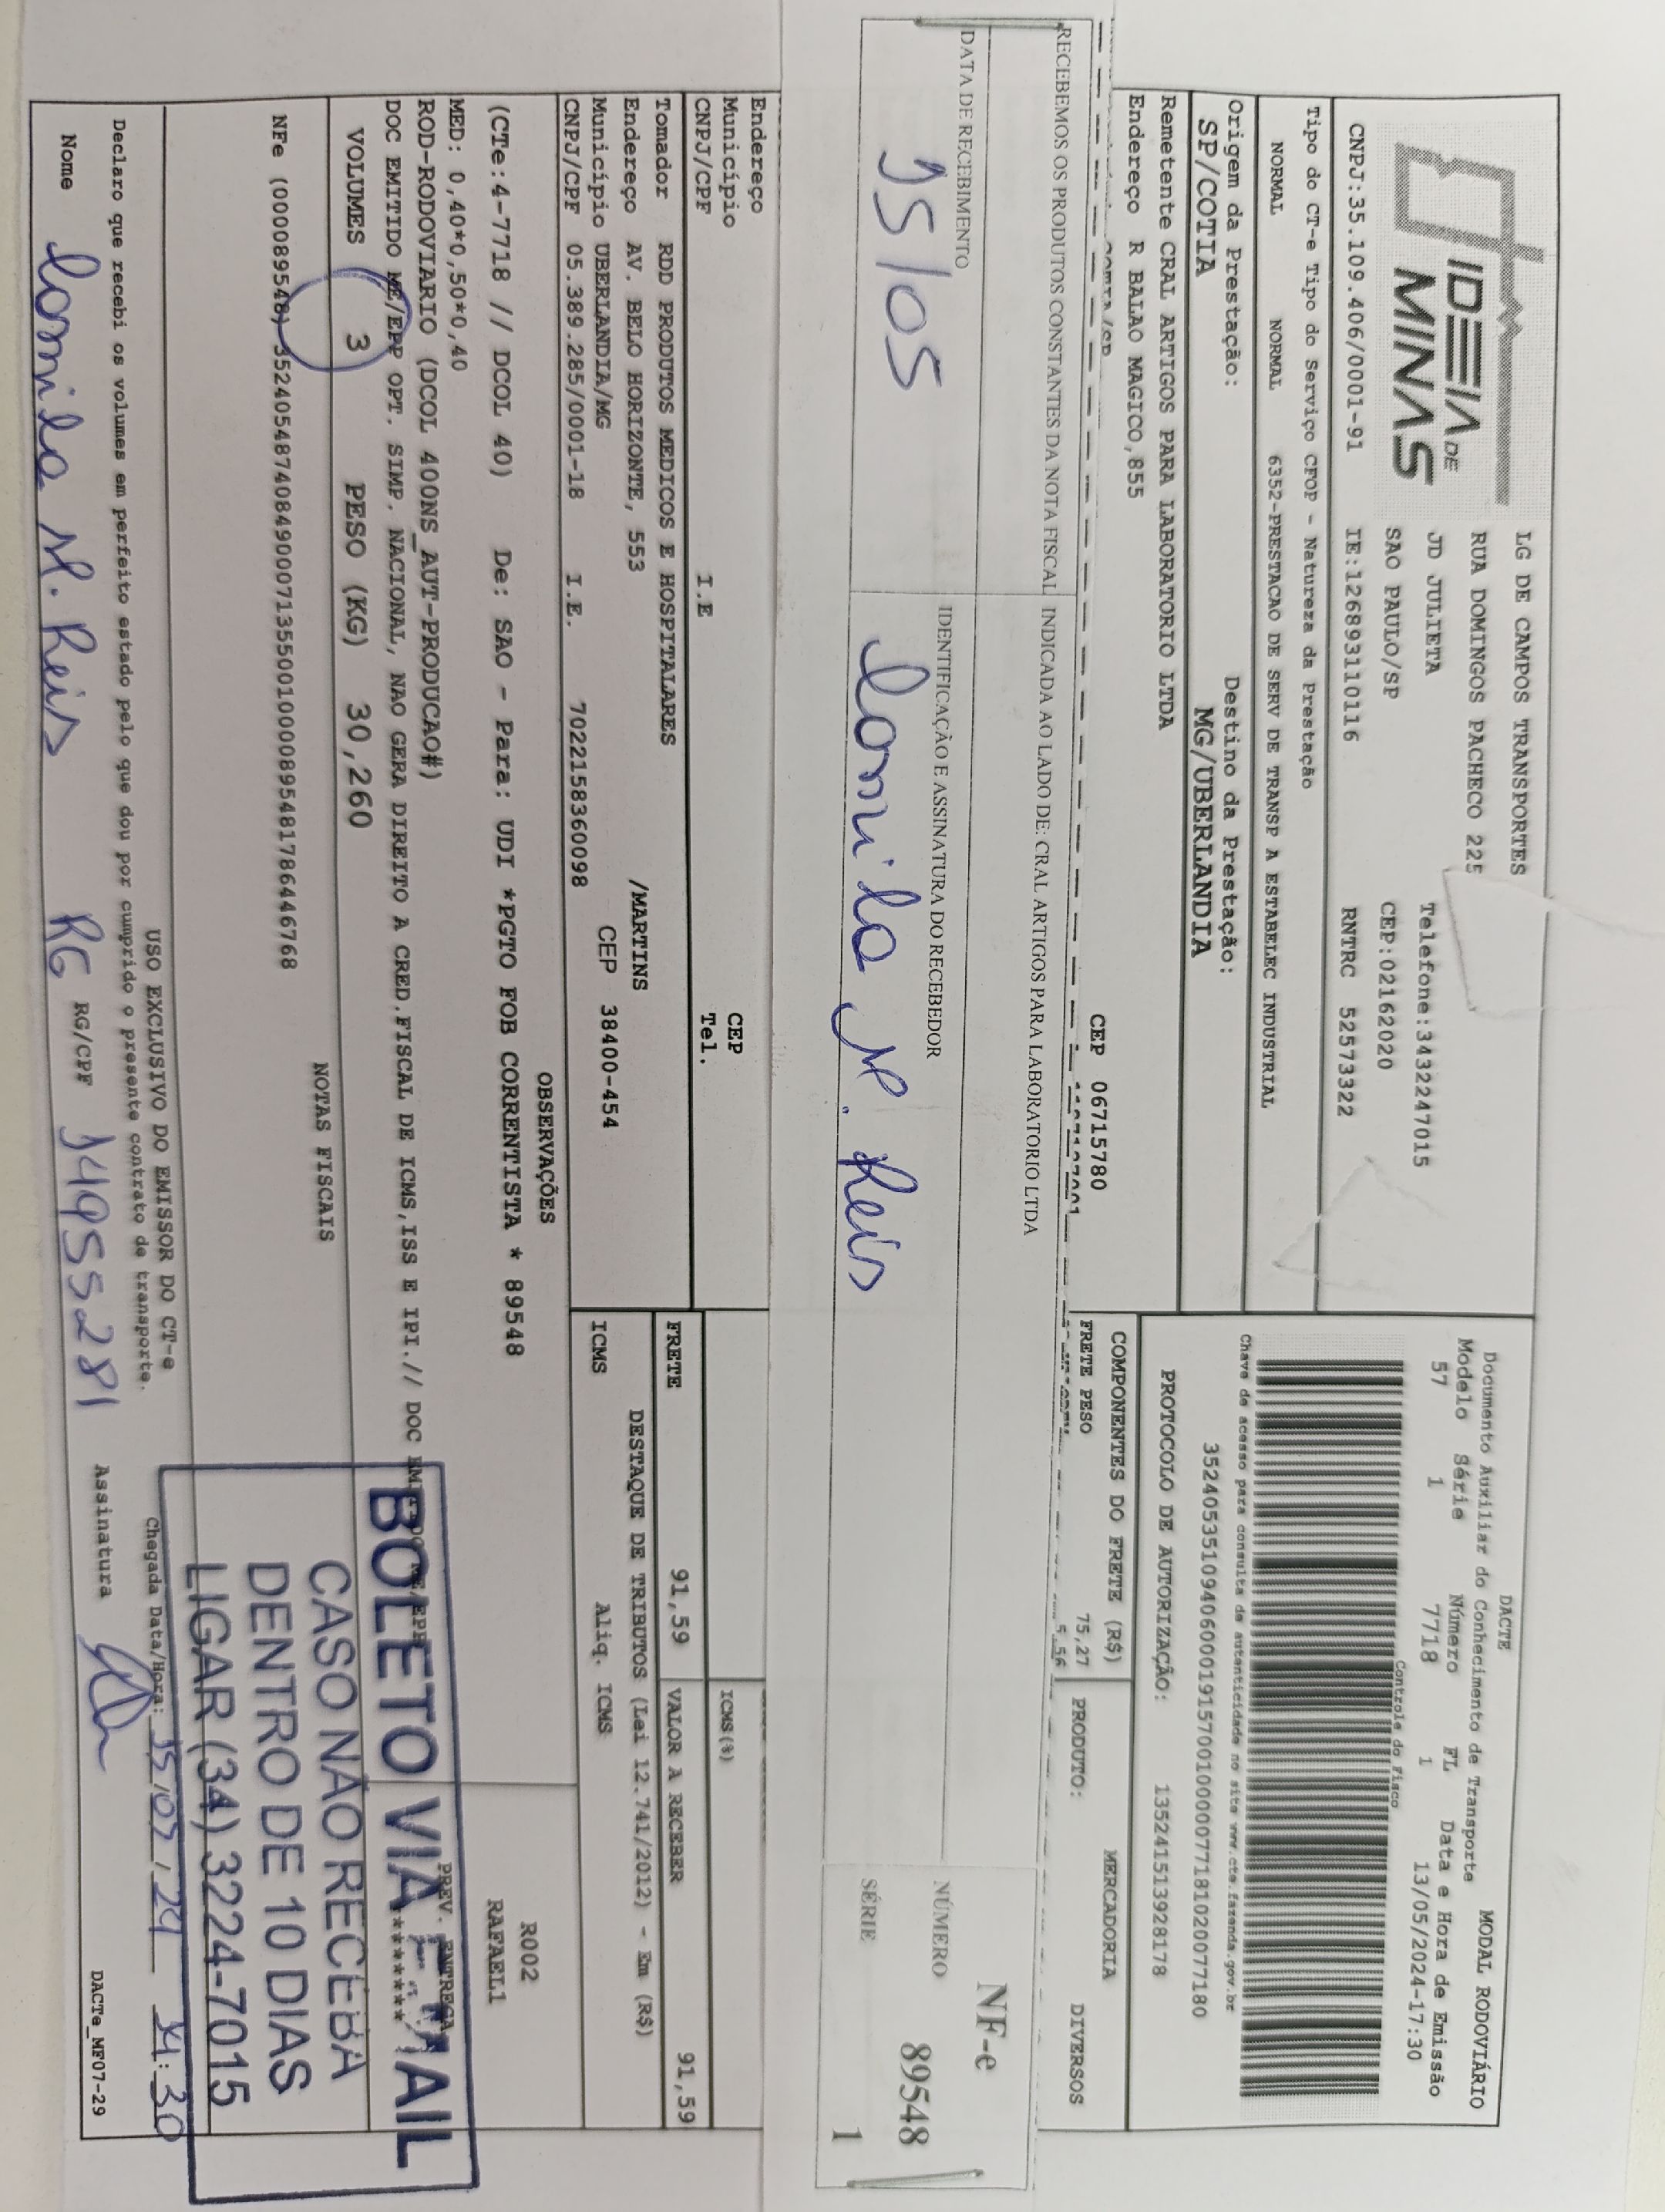 IDEIA DE
MINAS
LG DE CAMPOS TRANSPORTES
RUA DOMINGOS PACHECO 225
JD JULIETA
Telefone:3432247015
SAO PAULO/SP
CEP:02162020
CNPJ:35.109.406/0001-91
IE:126893110116
RNTRC 52573322
DACTE
MODAL RODOVIÁRIO
Documento Auxiliar do Conhecimento de Transporte
Modelo Série Número FL Data e Hora de Emissão
57 1 7718 1 13/05/2024-17:30
Controle do Fisco
Tipo do CT-e Tipo do Serviço CFOP - Natureza da Prestação
NORMAL NORMAL 6352-PRESTACAO DE SERV DE TRANSP A ESTABELEC INDUSTRIAL
Chave de acesso para consulta de autenticidade no site www.cte.fazenda.gov.br
35240535109406000191570010000077181020077180
Origem da Prestação:
SP/COTIA
Destino da Prestação:
MG/UBERLANDIA
PROTOCOLO DE AUTORIZAÇÃO: 135241513928178
Remetente CRAL ARTIGOS PARA LABORATORIO LTDA
Endereço R BALAO MAGICO,855
CEP 06715780
COMPONENTES DO FRETE (R$)
MERCADORIA
FRETE PESO 75,27
PRODUTO: DIVERSOS
5,56
RECEBEMOS OS PRODUTOS CONSTANTES DA NOTA FISCAL INDICADA AO LADO DE: CRAL ARTIGOS PARA LABORATORIO LTDA
DATA DE RECEBIMENTO
15/05
IDENTIFICAÇÃO E ASSINATURA DO RECEBEDOR
M. Reis
NF-e
NÚMERO 89548
SÉRIE 1
Endereço
Município
CEP
CNPJ/CPF
I.E
Tel.
ICMS(%)
Tomador RDD PRODUTOS MEDICOS E HOSPITALARES
Endereço AV. BELO HORIZONTE, 553 /MARTINS
Município UBERLANDIA/MG CEP 38400-454
CNPJ/CPF 05.389.285/0001-18 I.E. 7022158360098
FRETE 91,59
VALOR A RECEBER 91,59
DESTAQUE DE TRIBUTOS (Lei 12.741/2012) - Em (R$)
ICMS Aliq. ICMS
OBSERVAÇÕES
(CTe:4-7718 // DCOL 40) De: SAO - Para: UDI *PGTO FOB CORRENTISTA * 89548
R002
RAFAEL1
MED: 0,40*0,50*0,40
ROD-RODOVIARIO (DCOL 400NS_AUT-PRODUCAO#)
DOC EMITIDO ME/EPP OPT. SIMP. NACIONAL, NAO GERA DIREITO A CRED.FISCAL DE ICMS,ISS E IPI.// DOC EMITIDO ME/EPP
PREV. ENTREGA
VOLUMES 3 PESO (KG) 30,260
NOTAS FISCAIS
NFe (000089548) 35240548740849000713550010000895481786446768
BOLETO VIA E-MAIL
CASO NÃO RECEBA
DENTRO DE 10 DIAS
LIGAR (34) 3224-7015
USO EXCLUSIVO DO EMISSOR DO CT-e
Declaro que recebi os volumes em perfeito estado pelo que dou por cumprido o presente contrato de transporte.
Chegada Data/Hora: 15/05/24 14:30
Nome M. Reis RG RG/CPF 14955281 Assinatura
DACTe_MF07-29